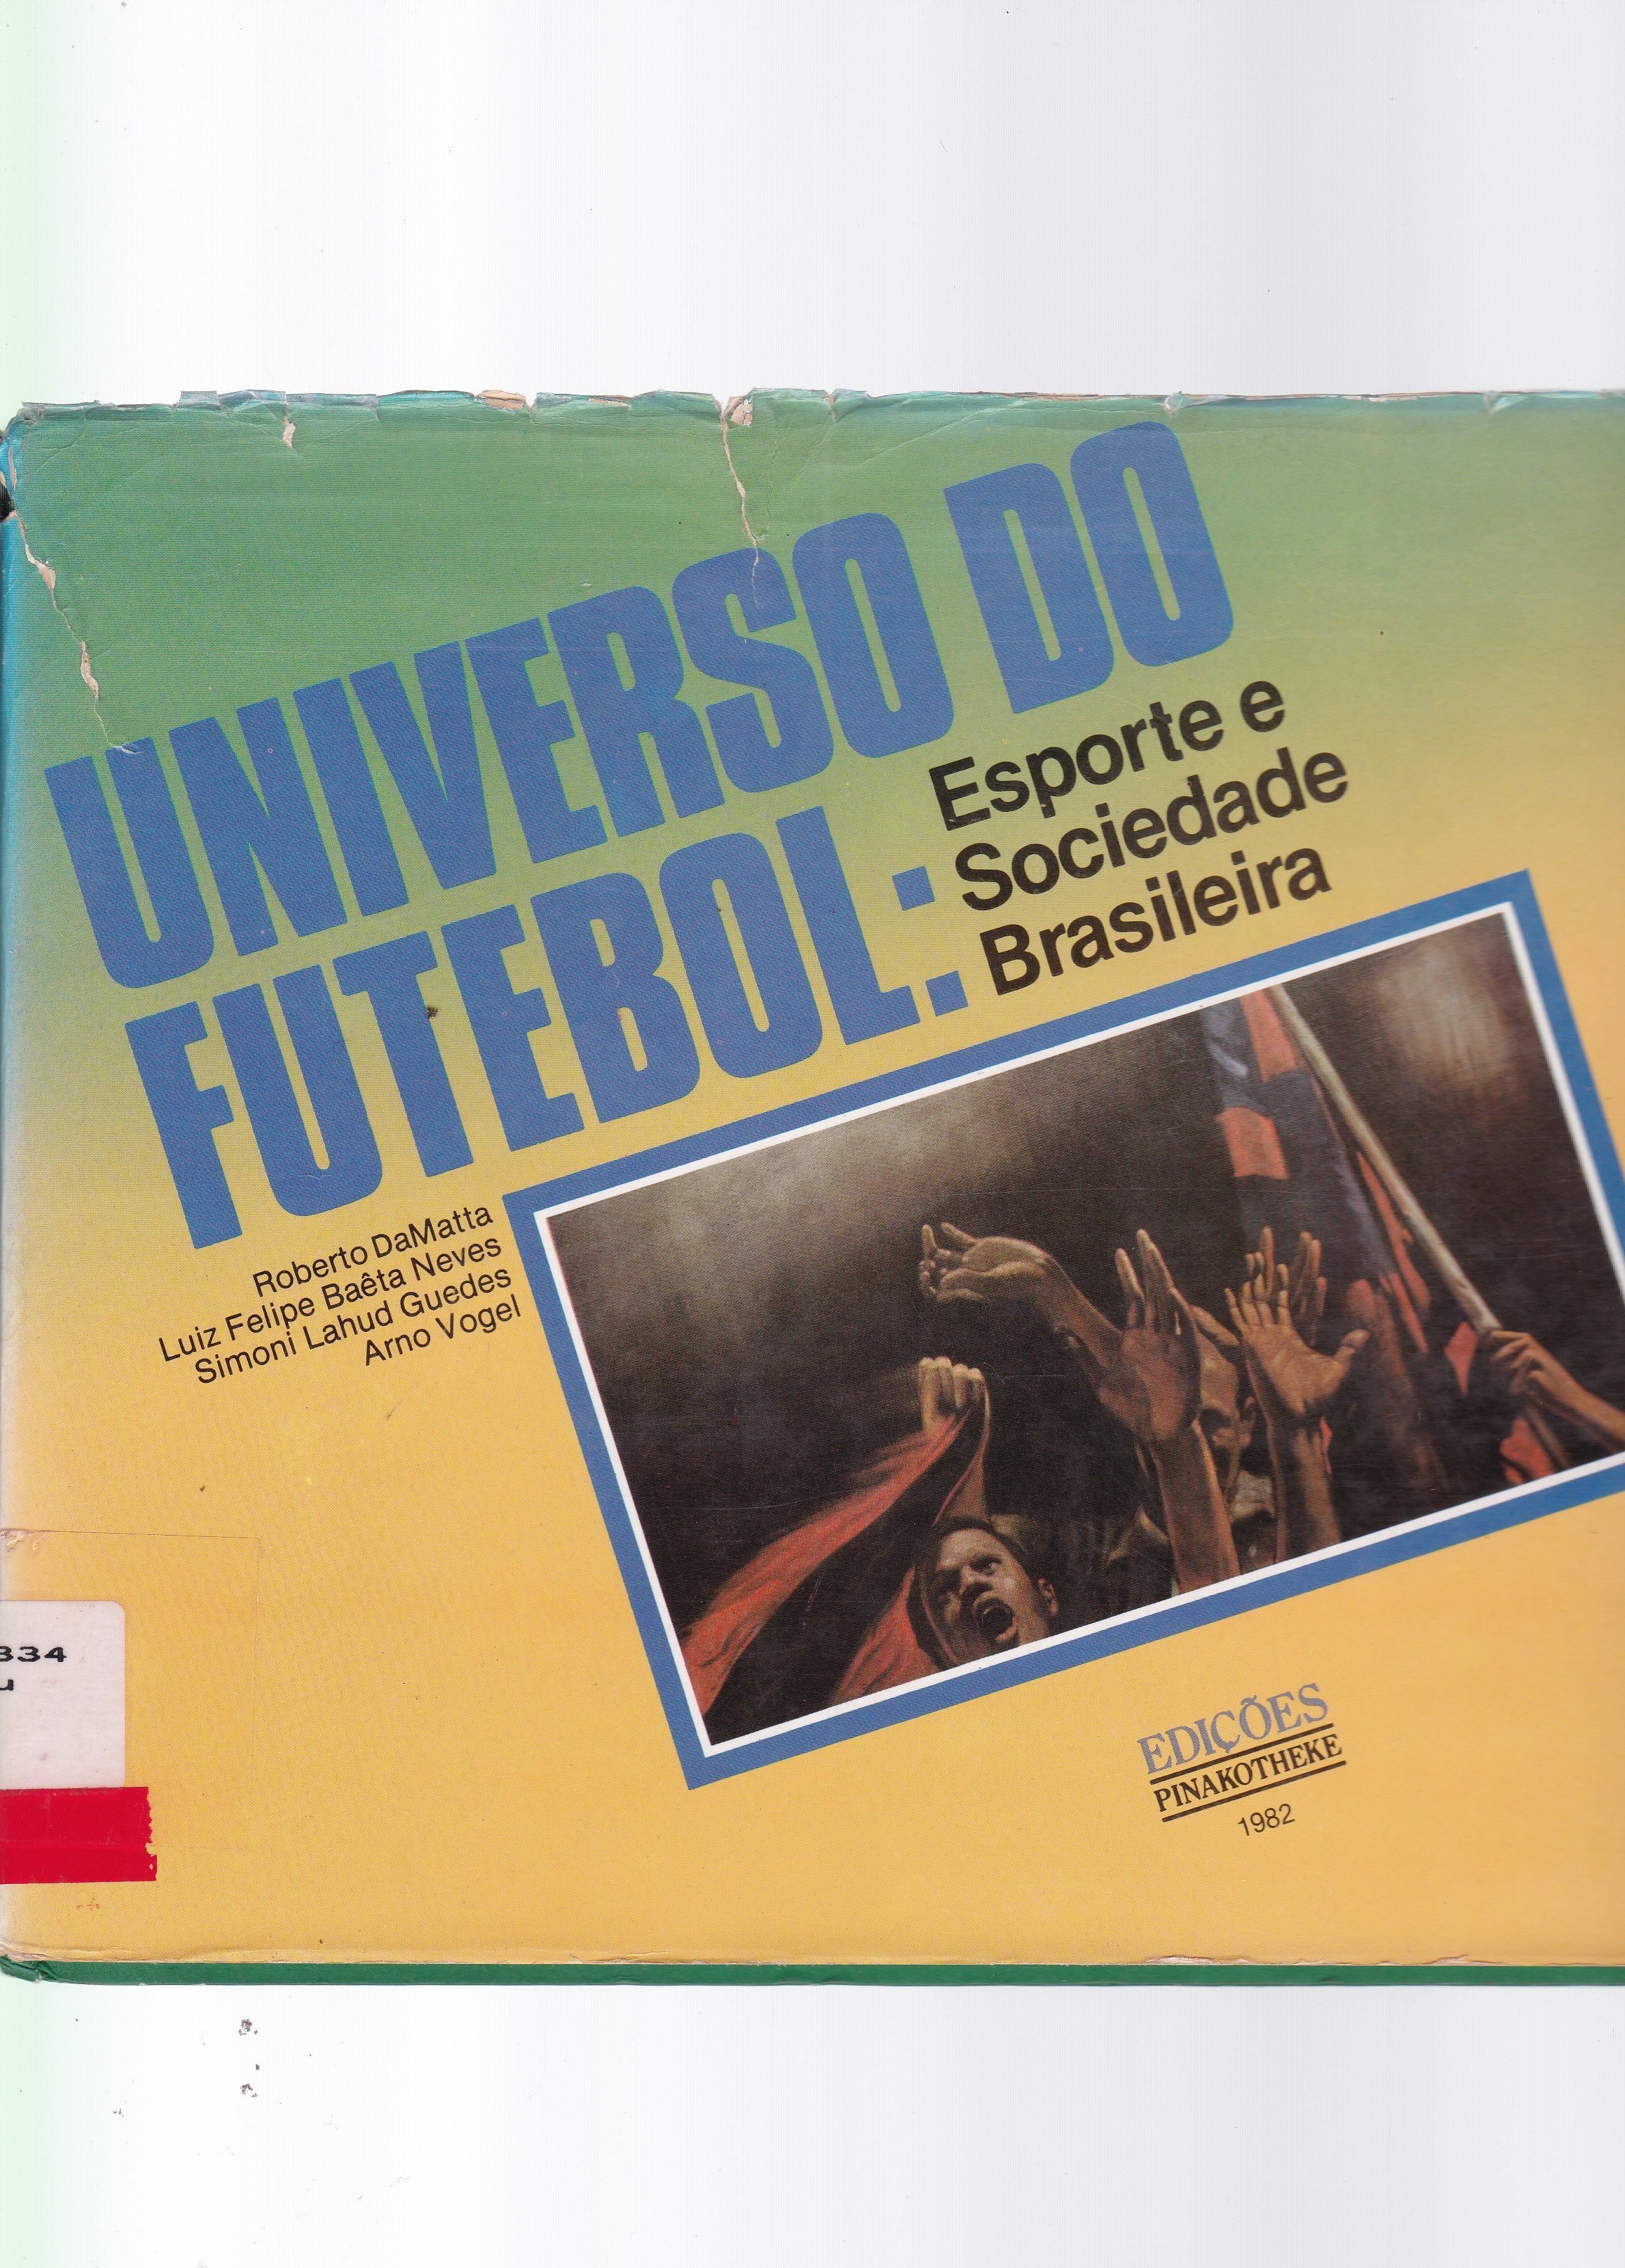 UNIVERSO DO
FUTEBOL:
Esporte e
Sociedade
Brasileira
Roberto DaMatta
Luiz Felipe Baêta Neves
Simoni Lahud Guedes
Arno Vogel
334
u
EDIÇÕES
PINAKOTHEKE
1982